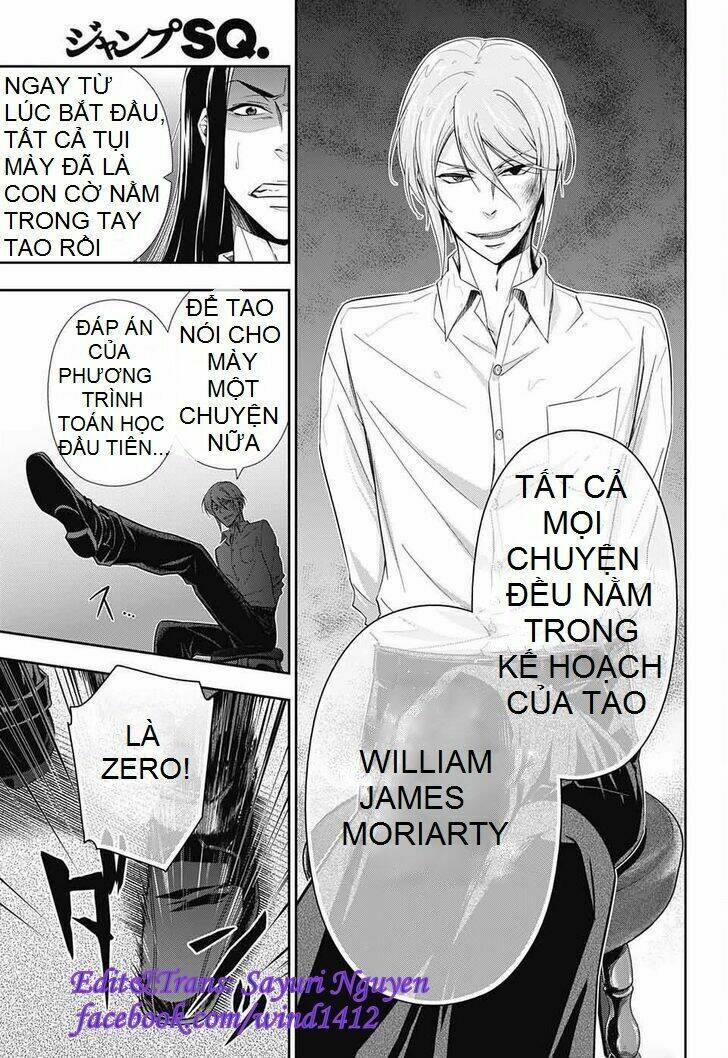 ジャンプSQ.
TẤT CẢ
MỌI
CHUYỆN
ĐỀU NẰM
TRONG
KẾ HOẠCH
CỦA TAO
WILLIAM
JAMES
MORIARTY
NGAY TỪ
LÚC BẮT ĐẦU,
TẤT CẢ TỤI
MÀY ĐÃ LÀ
CON CỜ NẰM
TRONG TAY
TAO RỒI
ĐỂ TAO
NÓI CHO
MÀY
MỘT
CHUYỆN
NỮA
ĐÁP ÁN
CỦA
PHƯƠNG
TRÌNH
TOÁN HỌC
ĐẦU TIÊN...
ス...
LÀ
ZERO!
ダッ
Edit&Trans: Sayuri Nguyen
facebook.com/wind1412